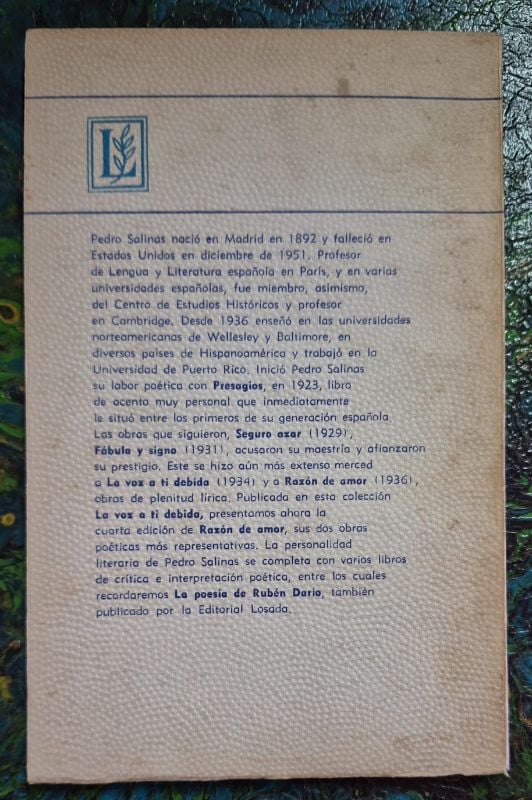 L
Pedro Salinas nació en Madrid en 1892 y falleció en
Estados Unidos en diciembre de 1951. Profesor
de Lengua y Literatura española en París, y en varias
universidades españolas, fue miembro, asimismo,
del Centro de Estudios Históricos y profesor
en Cambridge. Desde 1936 enseñó en las universidades
norteamericanas de Wellesley y Baltimore, en
diversos países de Hispanoamérica y trabajó en la
Universidad de Puerto Rico. Inició Pedro Salinas
su labor poética con Presagios, en 1923, libro
de acento muy personal que inmediatamente
le situó entre los primeros de su generación española.
Las obras que siguieron, Seguro azar (1929),
Fábula y signo (1931), acusaron su maestría y afianzaron
su prestigio. Este se hizo aún más extenso merced
a La voz a ti debida (1934) y a Razón de amor (1936),
obras de plenitud lírica. Publicada en esta colección
La voz a ti debida, presentamos ahora la
cuarta edición de Razón de amor, sus dos obras
poéticas más representativas. La personalidad
literaria de Pedro Salinas se completa con varios libros
de crítica e interpretación poética, entre los cuales
recordaremos La poesía de Rubén Darío, también
publicado por la Editorial Losada.